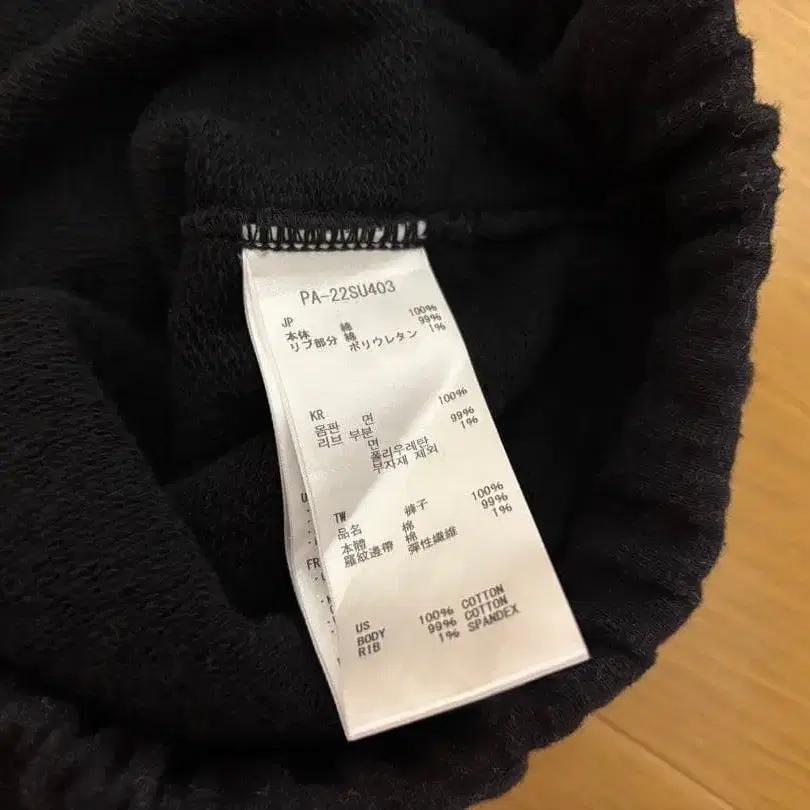 PA-22SU403
JP
本体 綿 100%
リブ部分 綿 99%
ポリウレタン 1%
KR
몸판 면 100%
리브 부분 면 99%
폴리우레탄 1%
부자재 제외
TW
品名 褲子
本體 棉 100%
羅紋邊帶 棉 99%
彈性纖維 1%
US
BODY 100% COTTON
RIB 99% COTTON
1% SPANDEX
FR